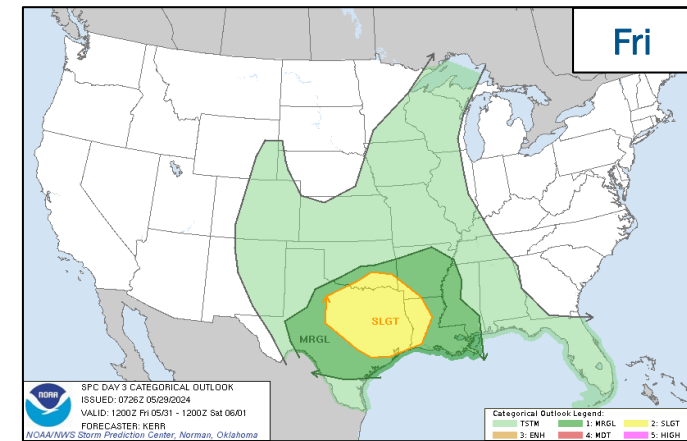 Fri
SLGT
MRGL
NOAA
SPC DAY 3 CATEGORICAL OUTLOOK
ISSUED: 0726Z 05/29/2024
VALID: 1200Z Fri 05/31 - 1200Z Sat 06/01
FORECASTER: KERR
NOAA/NWS Storm Prediction Center, Norman, Oklahoma
Categorical Outlook Legend:
TSTM 1: MRGL 2: SLGT
3: ENH 4: MDT 5: HIGH